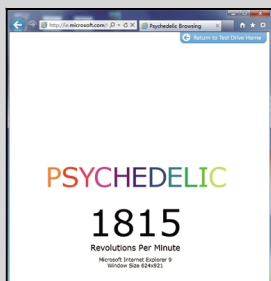 http://ie.microsoft.com/
Psychedelic Browsing
Return to Test Drive Home
PSYCHEDELIC
1815
Revolutions Per Minute
Microsoft Internet Explorer 9
Window Size 624x921